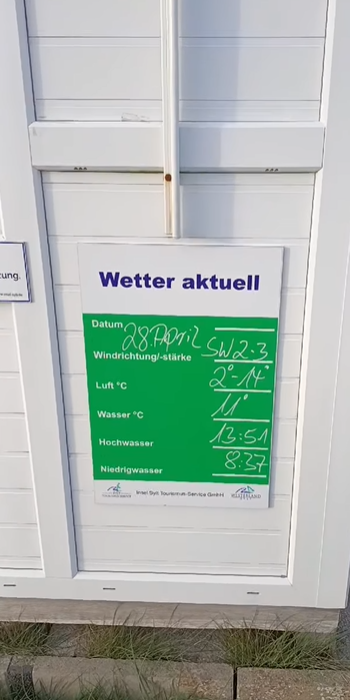 zung.
Wetter aktuell
Datum 28. April
Windrichtung/-stärke SW 2-3
Luft °C 2°-14°
Wasser °C 11°
Hochwasser 13:51
Niedrigwasser 8:37
Insel Sylt Tourismus-Service GmbH